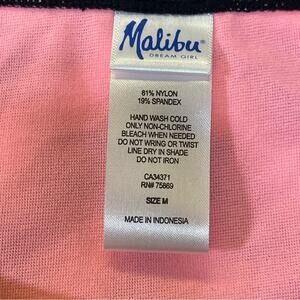 Malibu®
DREAM GIRL
81% NYLON
19% SPANDEX
HAND WASH COLD
ONLY NON-CHLORINE
BLEACH WHEN NEEDED
DO NOT WRING OR TWIST
LINE DRY IN SHADE
DO NOT IRON
CA34371
RN# 75669
SIZE M
MADE IN INDONESIA